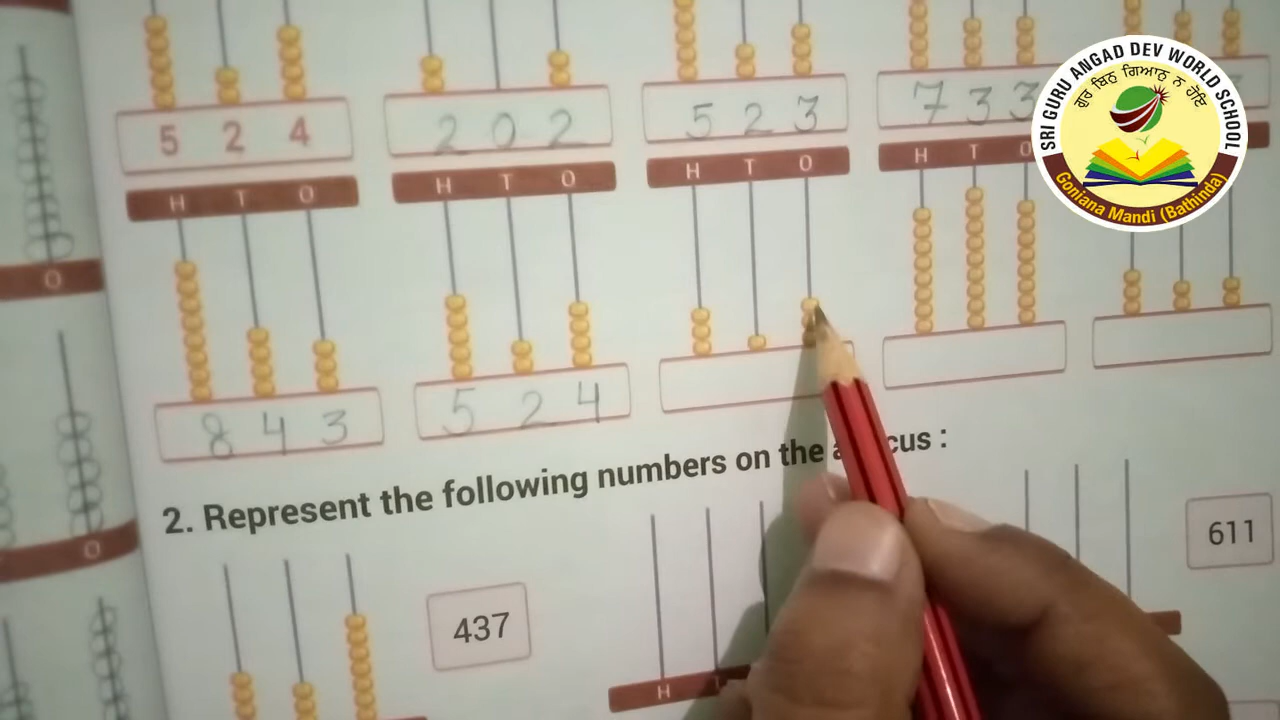 5 2 4
2 0 2
5 2 3
7 3 3
SRI GURU ANGAD DEV WORLD SCHOOL
ਗੁਰ ਬਿਨੁ ਗਿਆਨੁ ਨ ਹੋਇ
Goniana Mandi (Bathinda)
H T O
H T O
H T O
H T O
O
8 4 3
5 2 4
2. Represent the following numbers on the
cus :
O
437
611
H